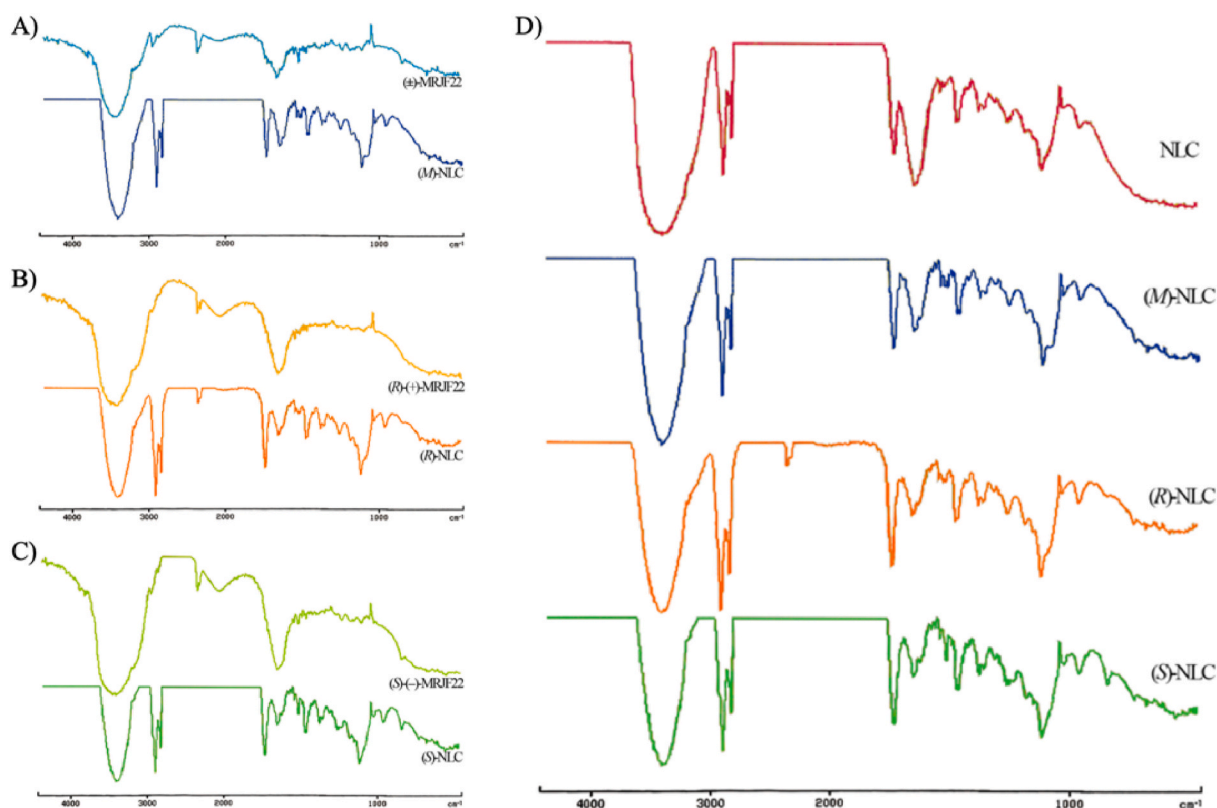 A)
(±)-MRJF22
(M)-NLC
4000 3000 2000 1000 cm-1
B)
(R)-(+)-MRJF22
(R)-NLC
4000 3000 2000 1000 cm-1
C)
(S)-(–)-MRJF22
(S)-NLC
4000 3000 2000 1000 cm-1
D)
NLC
(M)-NLC
(R)-NLC
(S)-NLC
4000 3000 2000 1000 cm-1